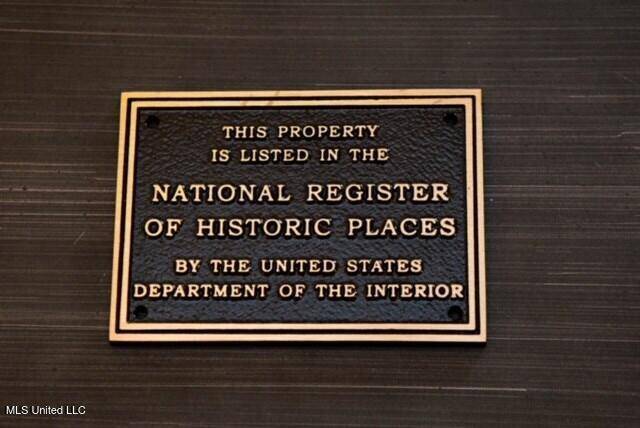 THIS PROPERTY
IS LISTED IN THE
NATIONAL REGISTER
OF HISTORIC PLACES
BY THE UNITED STATES
DEPARTMENT OF THE INTERIOR
MLS United LLC